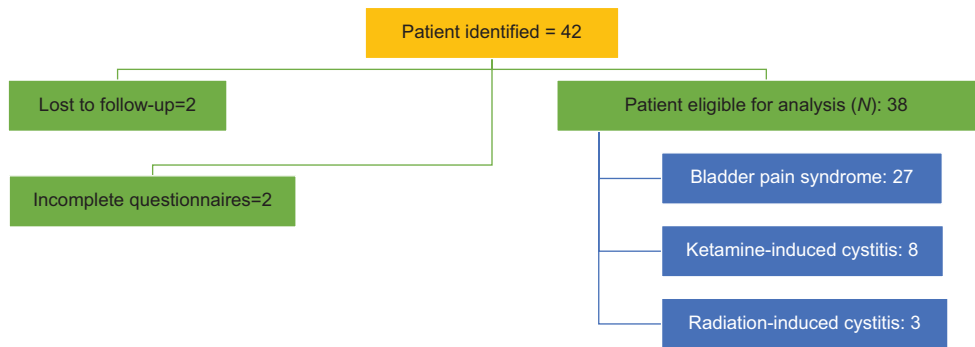 Patient identified = 42
Lost to follow-up=2
Patient eligible for analysis (N): 38
Bladder pain syndrome: 27
Incomplete questionnaires=2
Ketamine-induced cystitis: 8
Radiation-induced cystitis: 3